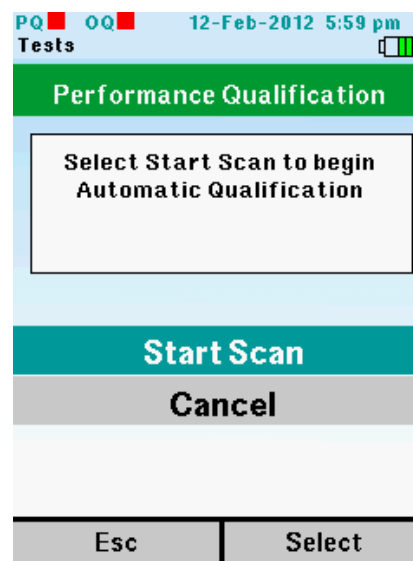 PQ OQ 12-Feb-2012 5:59 pm
Tests
Performance Qualification
Select Start Scan to begin
Automatic Qualification
Start Scan
Cancel
Esc Select